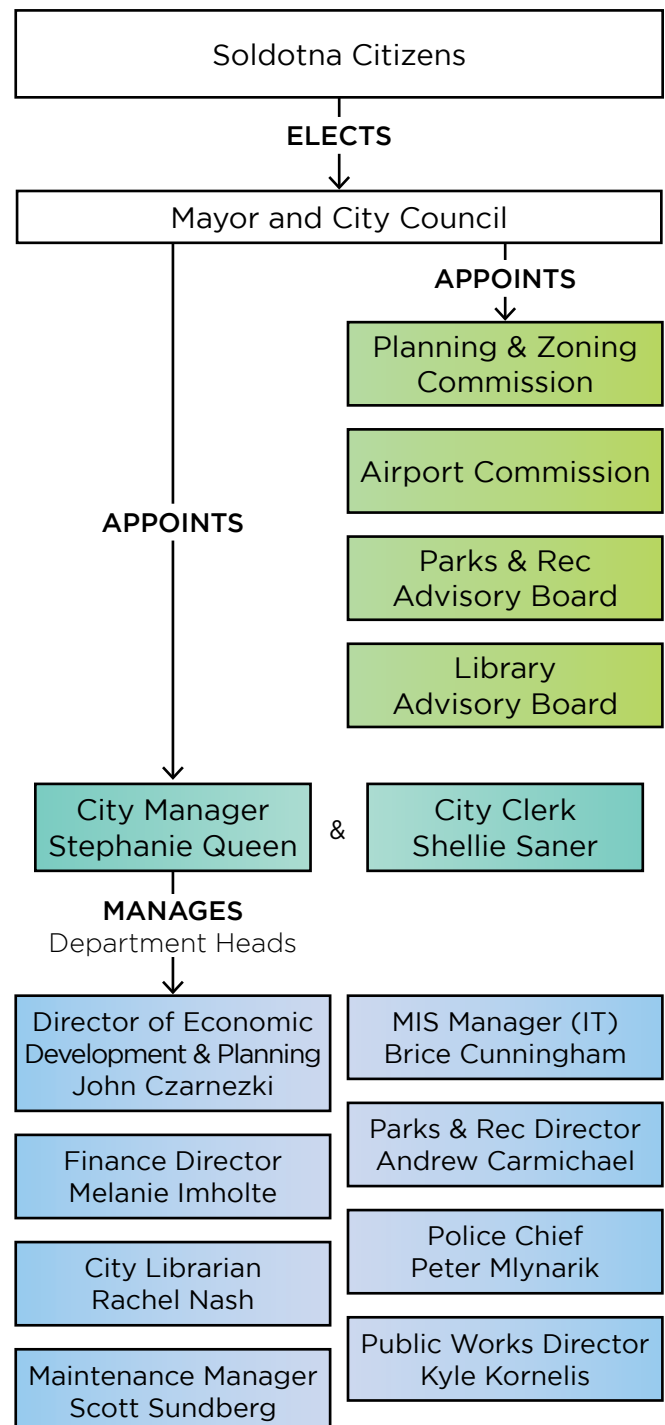 Soldotna Citizens
ELECTS
Mayor and City Council
APPOINTS
Planning & Zoning
Commission
Airport Commission
APPOINTS
Parks & Rec
Advisory Board
Library
Advisory Board
City Manager
Stephanie Queen
&
City Clerk
Shellie Saner
MANAGES
Department Heads
Director of Economic
Development & Planning
John Czarnezki
Finance Director
Melanie Imholte
City Librarian
Rachel Nash
Maintenance Manager
Scott Sundberg
MIS Manager (IT)
Brice Cunningham
Parks & Rec Director
Andrew Carmichael
Police Chief
Peter Mlynarik
Public Works Director
Kyle Kornelis